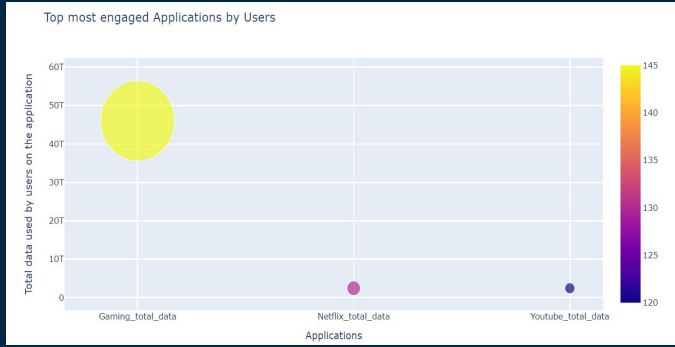 Top most engaged Applications by Users
Total data used by users on the application
60T
50T
40T
30T
20T
10T
0
Gaming_total_data
Netflix_total_data
Youtube_total_data
Applications
145
140
135
130
125
120